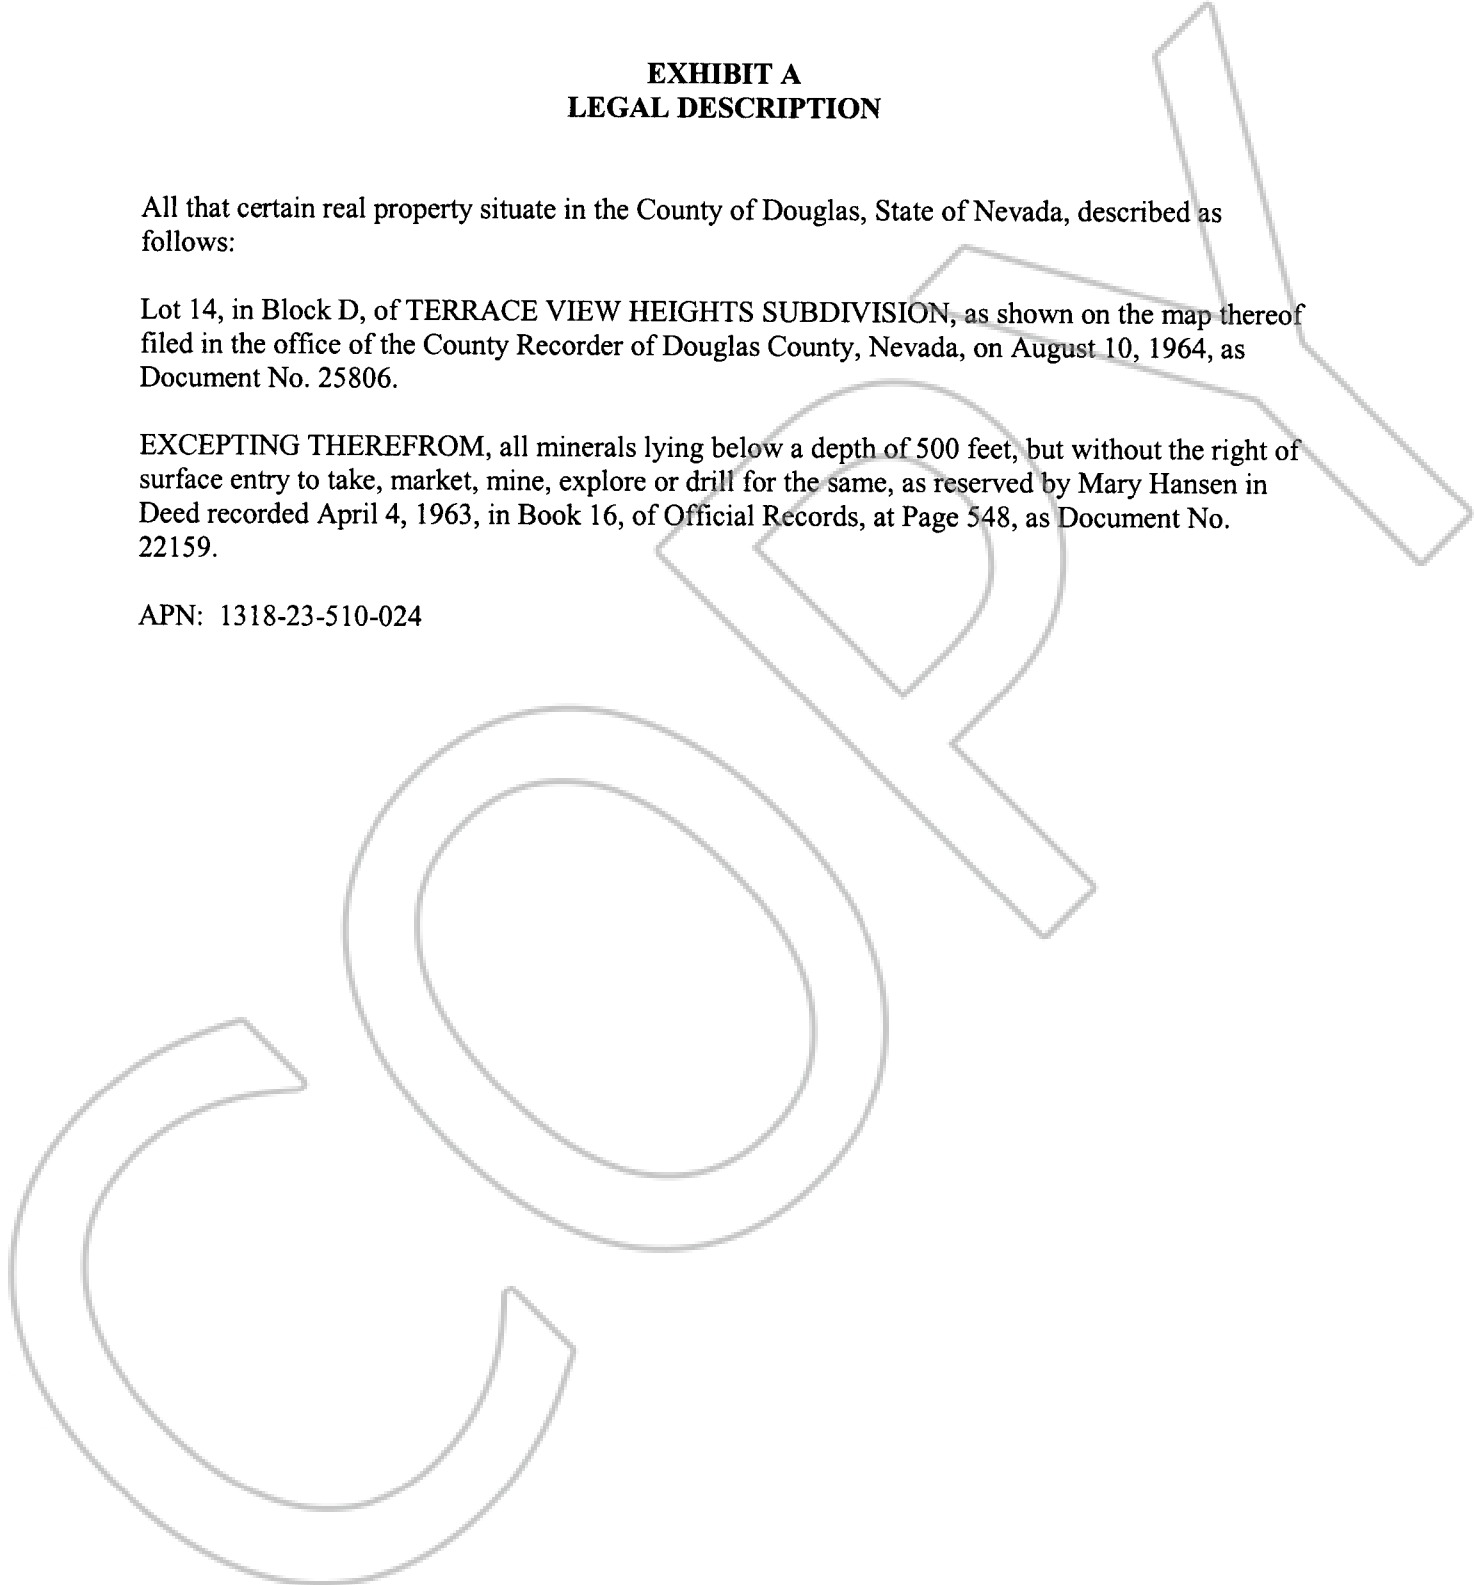 EXHIBIT A
LEGAL DESCRIPTION
All that certain real property situate in the County of Douglas, State of Nevada, described as
follows:
Lot 14, in Block D, of TERRACE VIEW HEIGHTS SUBDIVISION, as shown on the map thereof
filed in the office of the County Recorder of Douglas County, Nevada, on August 10, 1964, as
Document No. 25806.
EXCEPTING THEREFROM, all minerals lying below a depth of 500 feet, but without the right of
surface entry to take, market, mine, explore or drill for the same, as reserved by Mary Hansen in
Deed recorded April 4, 1963, in Book 16, of Official Records, at Page 548, as Document No.
22159.
APN: 1318-23-510-024
COPY